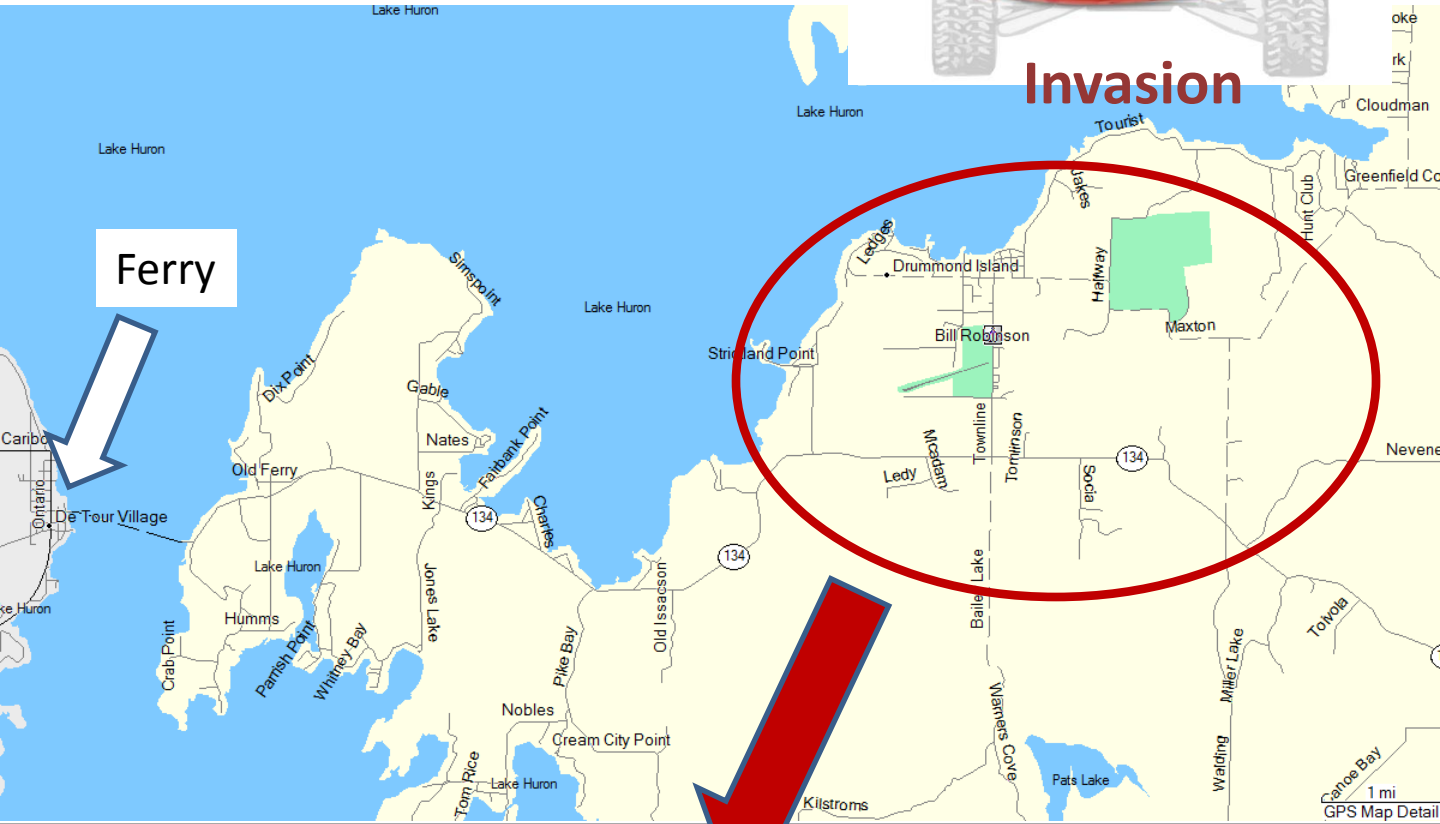 Lake Huron
oke
rk
Invasion
Cloudman
Lake Huron
Tourist
Lake Huron
Jakes
Greenfield Co
Hunt Club
Ledges
Ferry
Simspoint
Drummond Island
Halfway
Lake Huron
Maxton
Bill Robinson
Strickland Point
Dix Point
Gable
Caribo
Nates
Fairbank Point
Townline
Tomlinson
Mcadam
134
Nevene
Old Ferry
Kings
Ledy
Socia
Ontario
De Tour Village
134
Charles
134
Lake Huron
Jones Lake
Old Issacson
Bailey Lake
ke Huron
Humms
Crab Point
Parrish Point
Whitney Bay
Pike Bay
Toivola
Miller Lake
Nobles
Warners Cove
Cream City Point
Tom Rice
Lake Huron
Pats Lake
Walding
Canoe Bay
Kilstroms
1 mi
GPS Map Detail